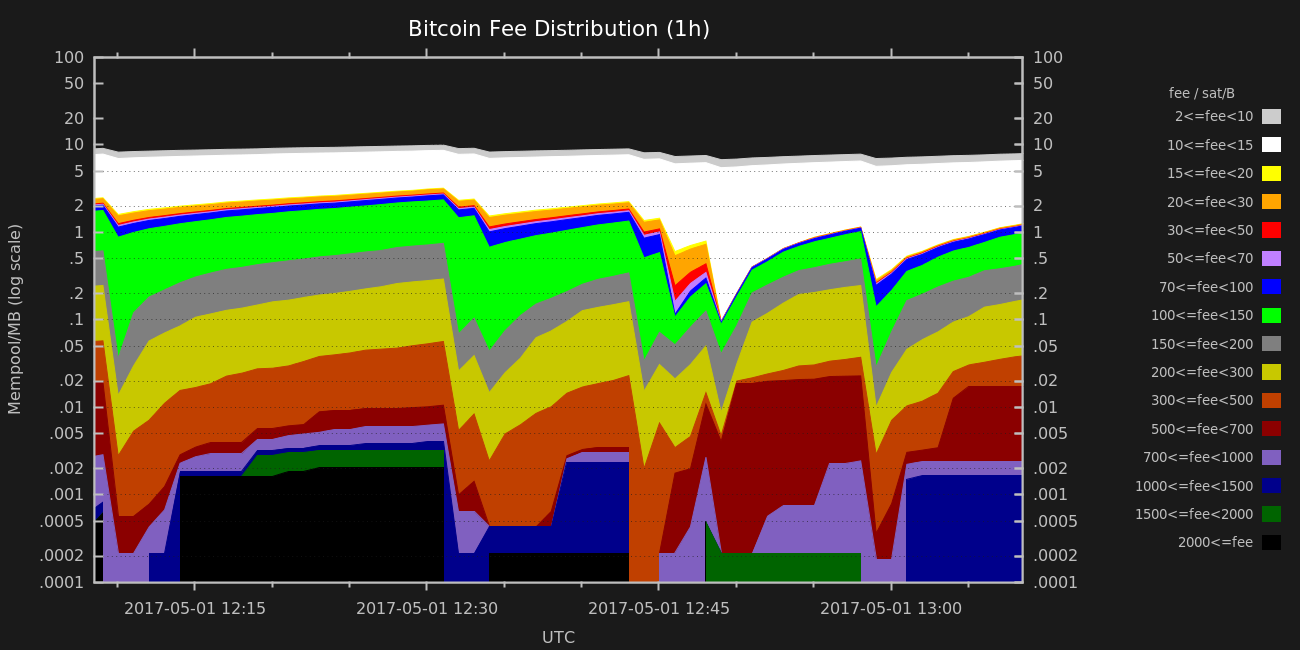 Bitcoin Fee Distribution (1h)
Mempool/MB (log scale)
100
50
20
10
5
2
1
.5
.2
.1
.05
.02
.01
.005
.002
.001
.0005
.0002
.0001
100
50
20
10
5
2
1
.5
.2
.1
.05
.02
.01
.005
.002
.001
.0005
.0002
.0001
2017-05-01 12:15
2017-05-01 12:30
2017-05-01 12:45
2017-05-01 13:00
UTC
fee / sat/B
2<=fee<10
10<=fee<15
15<=fee<20
20<=fee<30
30<=fee<50
50<=fee<70
70<=fee<100
100<=fee<150
150<=fee<200
200<=fee<300
300<=fee<500
500<=fee<700
700<=fee<1000
1000<=fee<1500
1500<=fee<2000
2000<=fee